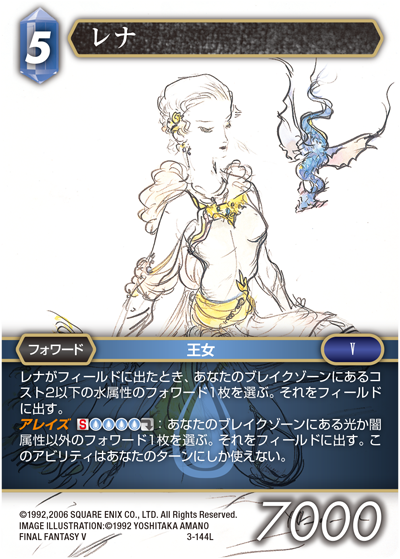 5
レナ
フォワード
王女
V
レナがフィールドに出たとき、あなたのブレイクゾーンにあるコ
スト2以下の水属性のフォワード1枚を選ぶ。それをフィールド
に出す。
アレイズ S : あなたのブレイクゾーンにある光か闇
属性以外のフォワード1枚を選ぶ。それをフィールドに出す。こ
のアビリティはあなたのターンにしか使えない。
©1992,2006 SQUARE ENIX CO., LTD. All Rights Reserved.
IMAGE ILLUSTRATION:©1992 YOSHITAKA AMANO
FINAL FANTASY V 3-144L
7000